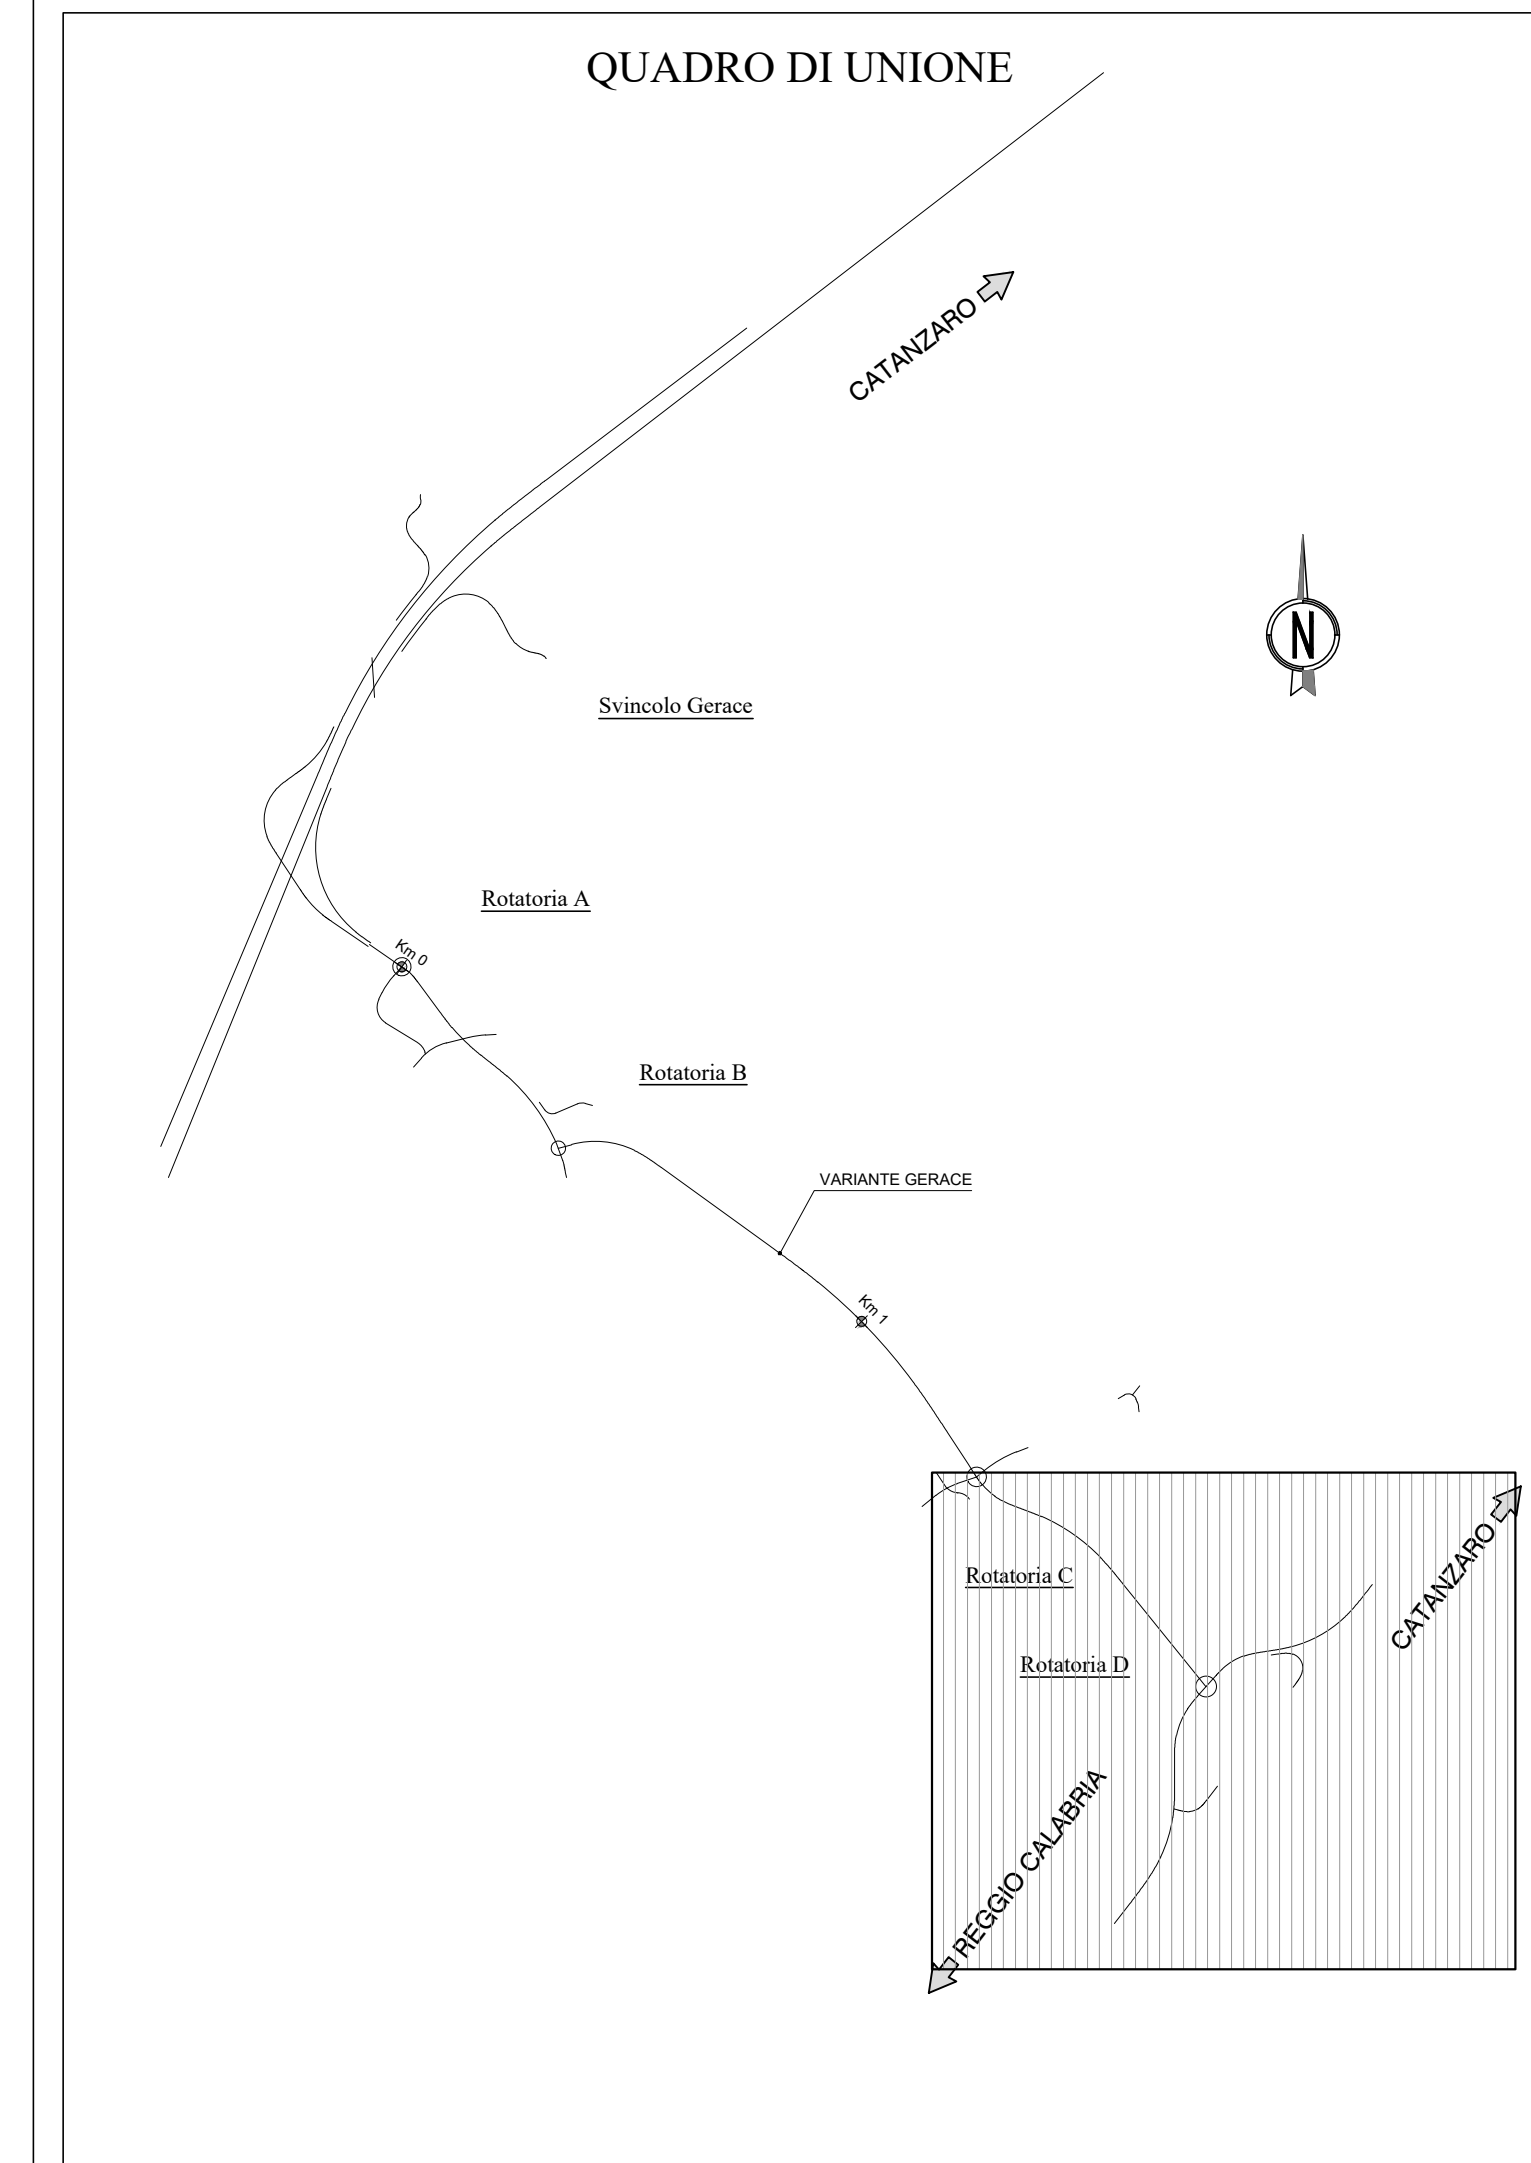 QUADRO DI UNIONE
CATANZARO
N
Svincolo Gerace
Rotatoria A
Km 0
Rotatoria B
VARIANTE GERACE
Km 1
CATANZARO
Rotatoria C
Rotatoria D
REGGIO CALABRIA